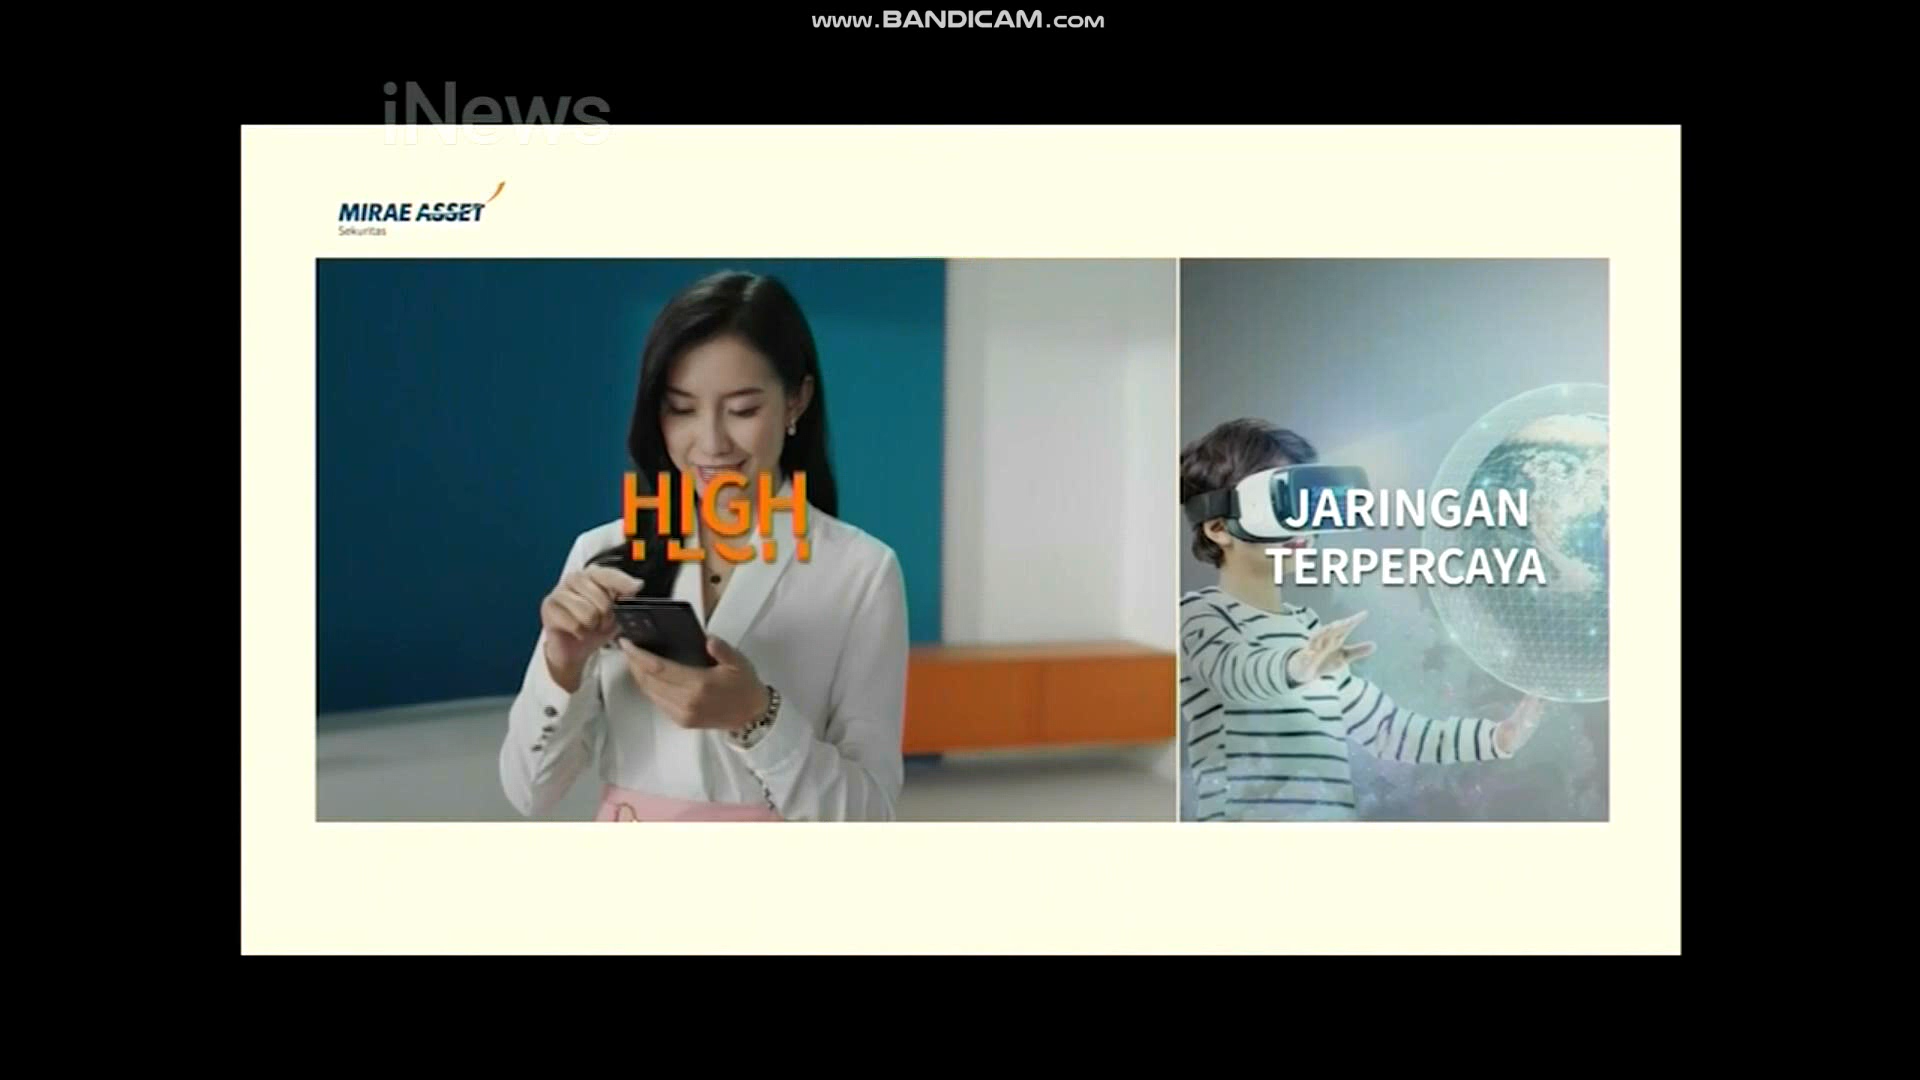 www.BANDICAM.com
iNews
MIRAE ASSET
Sekuritas
HIGH
JARINGAN
TERPERCAYA